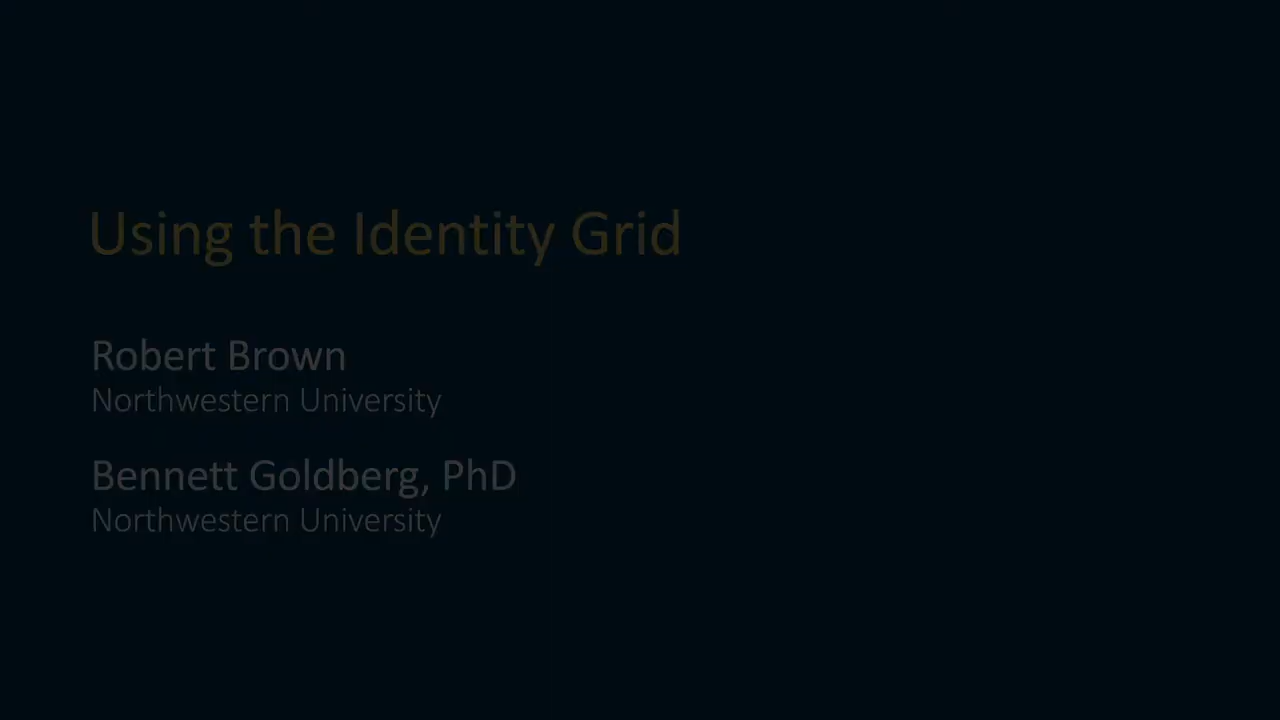 Using the Identity Grid
Robert Brown
Northwestern University
Bennett Goldberg, PhD
Northwestern University